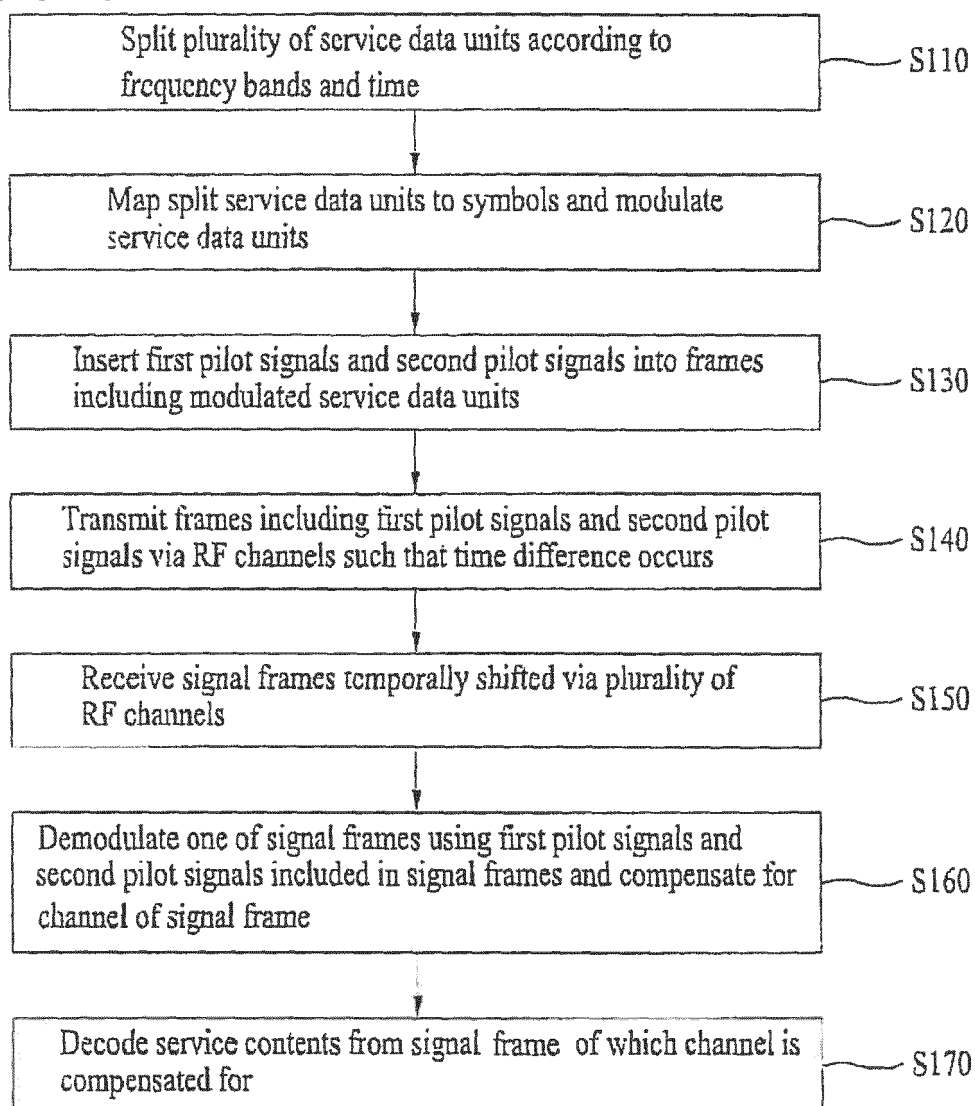 Split plurality of service data units according to
frequency bands and time
S110
Map split service data units to symbols and modulate
service data units
S120
Insert first pilot signals and second pilot signals into frames
including modulated service data units
S130
Transmit frames including first pilot signals and second pilot
signals via RF channels such that time difference occurs
S140
Receive signal frames temporally shifted via plurality of
RF channels
S150
Demodulate one of signal frames using first pilot signals and
second pilot signals included in signal frames and compensate for
channel of signal frame
S160
Decode service contents from signal frame of which channel is
compensated for
S170